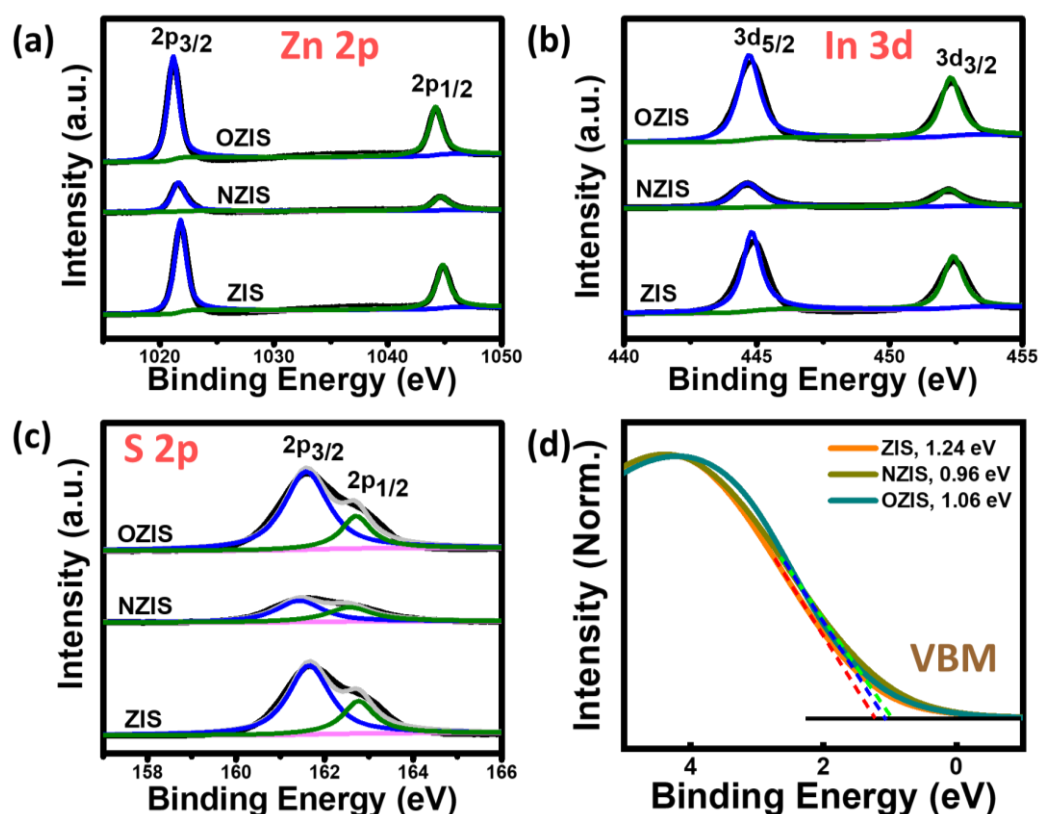 (a)
Zn 2p
2p3/2
2p1/2
OZIS
NZIS
ZIS
Intensity (a.u.)
1020
1030
1040
1050
Binding Energy (eV)
(b)
In 3d
3d5/2
3d3/2
OZIS
NZIS
ZIS
Intensity (a.u.)
440
445
450
455
Binding Energy (eV)
(c)
S 2p
2p3/2
2p1/2
OZIS
NZIS
ZIS
Intensity (a.u.)
158
160
162
164
166
Binding Energy (eV)
(d)
ZIS, 1.24 eV
NZIS, 0.96 eV
OZIS, 1.06 eV
VBM
Intensity (Norm.)
4
2
0
Binding Energy (eV)